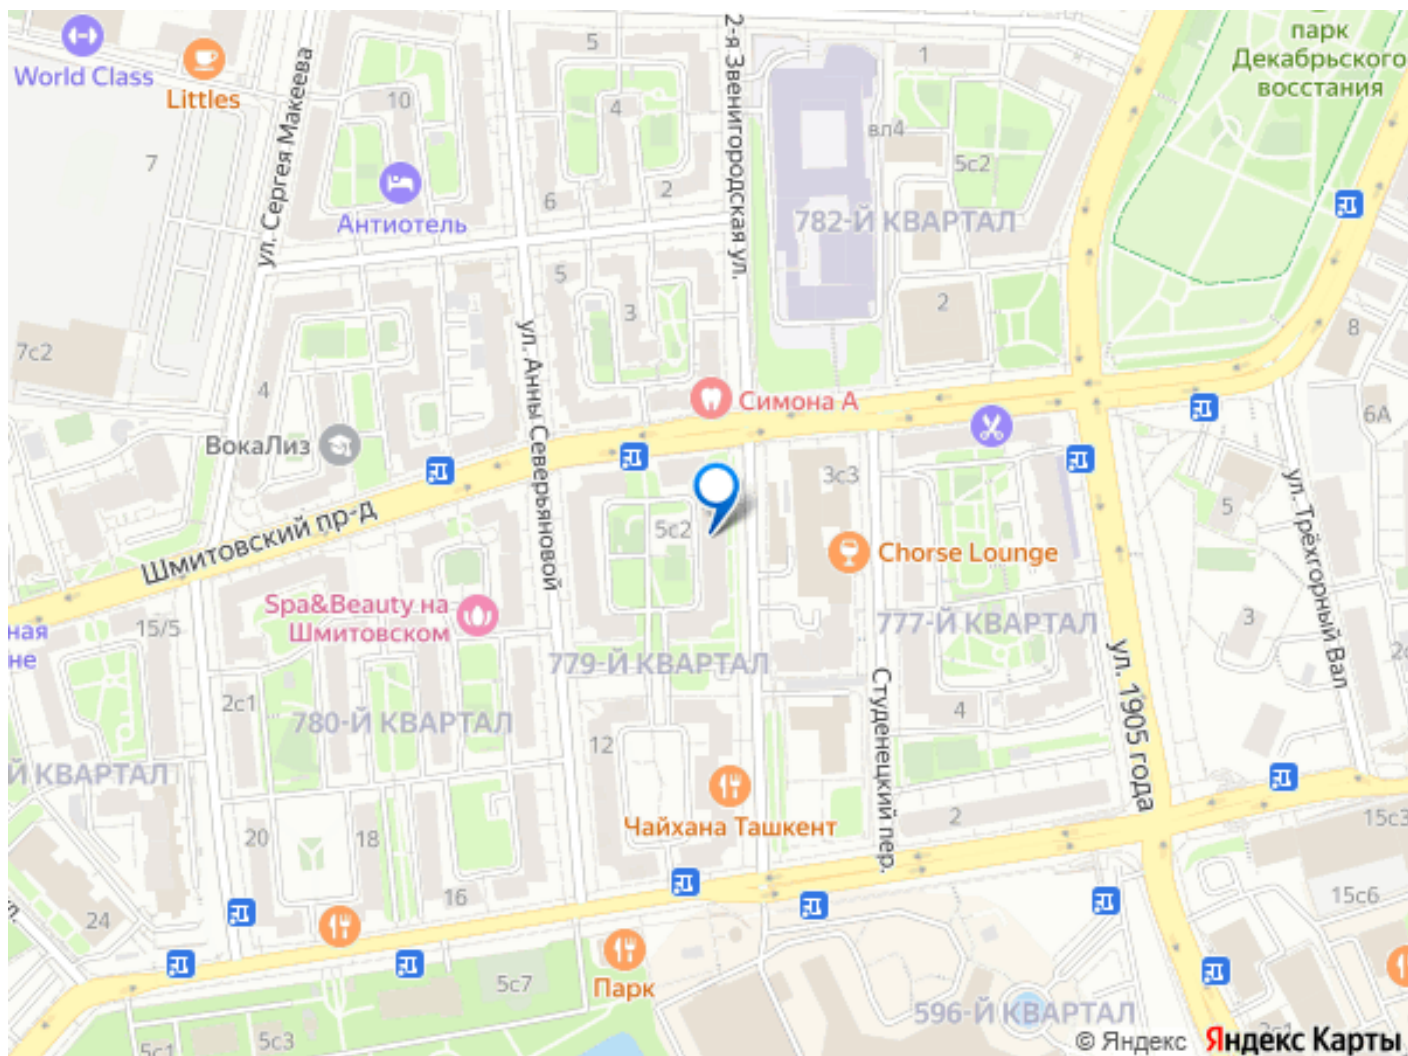 парк
Декабрьского
восстания
World Class
Littles
5
1
10
4
2-я Звенигородская ул.
вл4
7
5с2
ул. Сергея Макеева
Антиотель
6
2
782-Й КВАРТАЛ
5
3
2
8
7с2
4
ул. Анны Северьяновой
Симона А
6А
ВокаЛиз
3с3
5
ул. Трёхгорный Вал
Шмитовский пр-д
5с2
Chorse Lounge
Spa&Beauty на
Шмитовском
ная
не
15/5
777-Й КВАРТАЛ
3
779-Й КВАРТАЛ
2с1
780-Й КВАРТАЛ
Студенецкий пер.
4
ул. 1905 года
12
Й КВАРТАЛ
Чайхана Ташкент
2
15с3
20
18
16
24
15с6
5с7
Парк
596-Й КВАРТАЛ
5с1
5с3
© Яндекс
Яндекс Карты